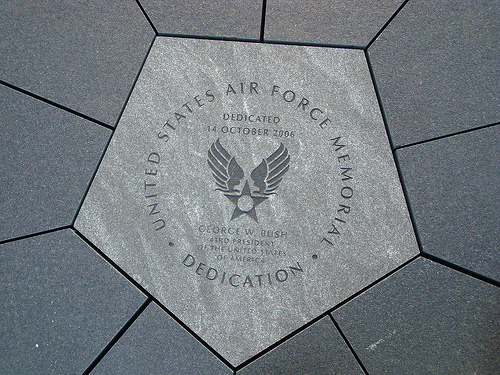 UNITED STATES AIR FORCE MEMORIAL
DEDICATED
14 OCTOBER 2006
GEORGE W. BUSH
43RD PRESIDENT
OF THE UNITED STATES
OF AMERICA
• DEDICATION •